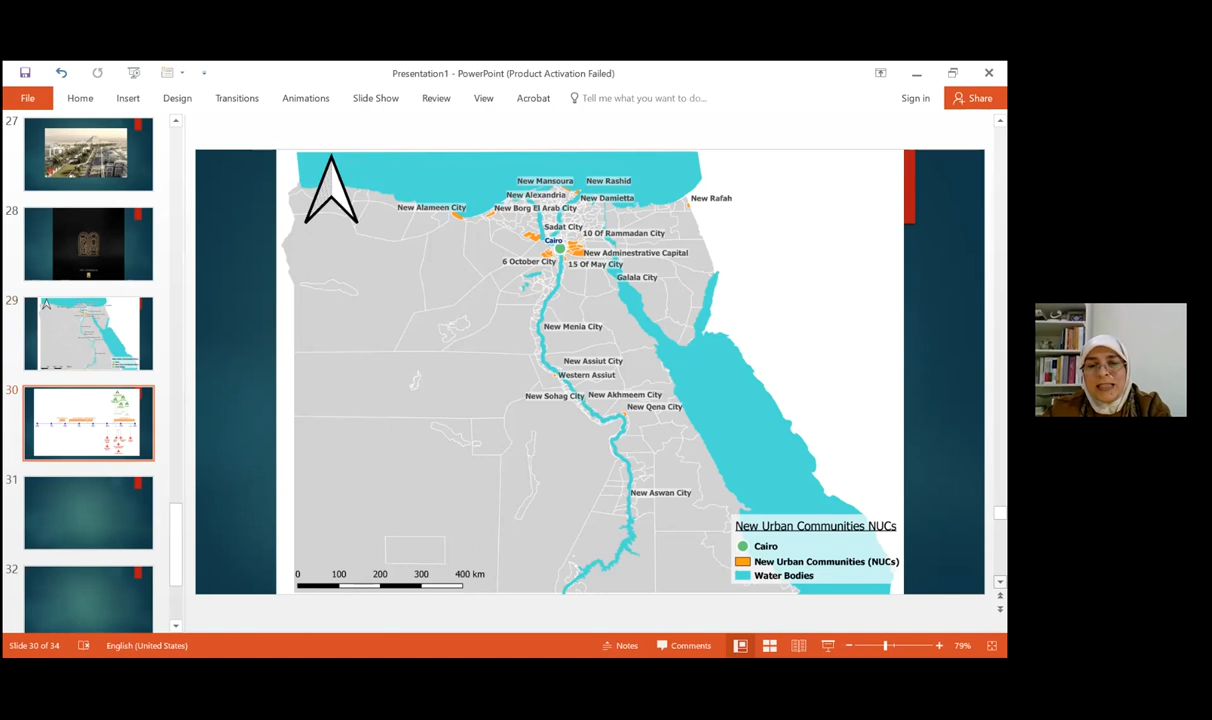 Presentation1 - PowerPoint (Product Activation Failed)
File Home Insert Design Transitions Animations Slide Show Review View Acrobat Tell me what you want to do... Sign in Share
27
28
29
30
31
32
New Mansoura New Rashid
New Alexandria New Damietta
New Rafah
New Alameen City New Borg El Arab City
Sadat City
10 Of Rammadan City
Cairo
New Adminestrative Capital
6 October City 15 Of May City
Galala City
New Menia City
New Assiut City
Western Assiut
New Sohag City New Akhmeem City
New Qena City
New Aswan City
New Urban Communities NUCs
Cairo
New Urban Communities (NUCs)
Water Bodies
0 100 200 300 400 km
Slide 30 of 34 English (United States) Notes Comments 79%